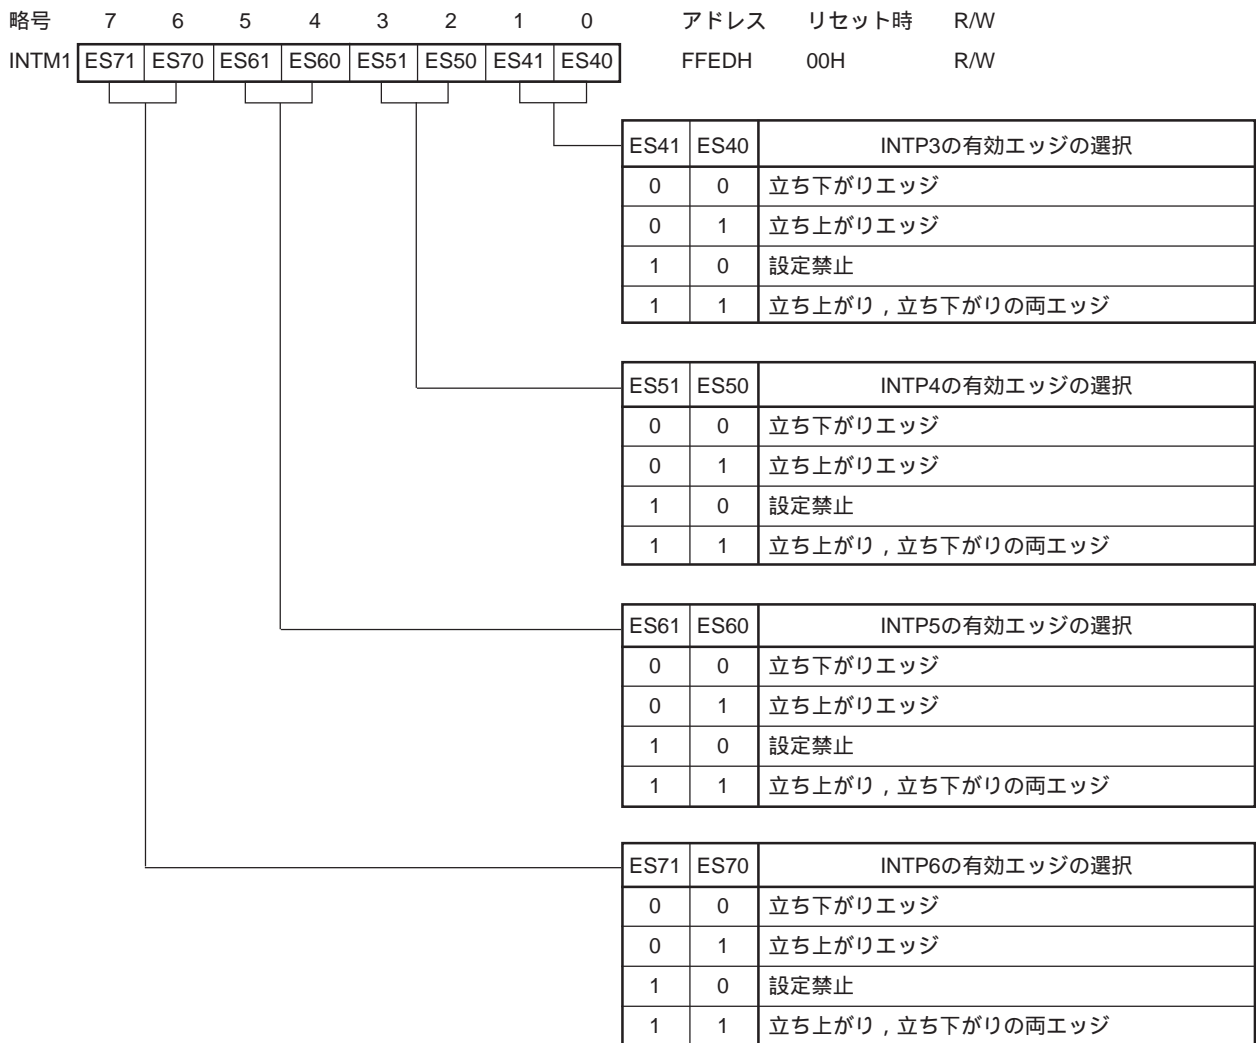 略号 7 6 5 4 3 2 1 0 アドレス リセット時 R/W
INTM1 ES71 ES70 ES61 ES60 ES51 ES50 ES41 ES40 FFEDH 00H R/W
ES41 ES40 INTP3の有効エッジの選択
0 0 立ち下がりエッジ
0 1 立ち上がりエッジ
1 0 設定禁止
1 1 立ち上がり，立ち下がりの両エッジ
ES51 ES50 INTP4の有効エッジの選択
0 0 立ち下がりエッジ
0 1 立ち上がりエッジ
1 0 設定禁止
1 1 立ち上がり，立ち下がりの両エッジ
ES61 ES60 INTP5の有効エッジの選択
0 0 立ち下がりエッジ
0 1 立ち上がりエッジ
1 0 設定禁止
1 1 立ち上がり，立ち下がりの両エッジ
ES71 ES70 INTP6の有効エッジの選択
0 0 立ち下がりエッジ
0 1 立ち上がりエッジ
1 0 設定禁止
1 1 立ち上がり，立ち下がりの両エッジ